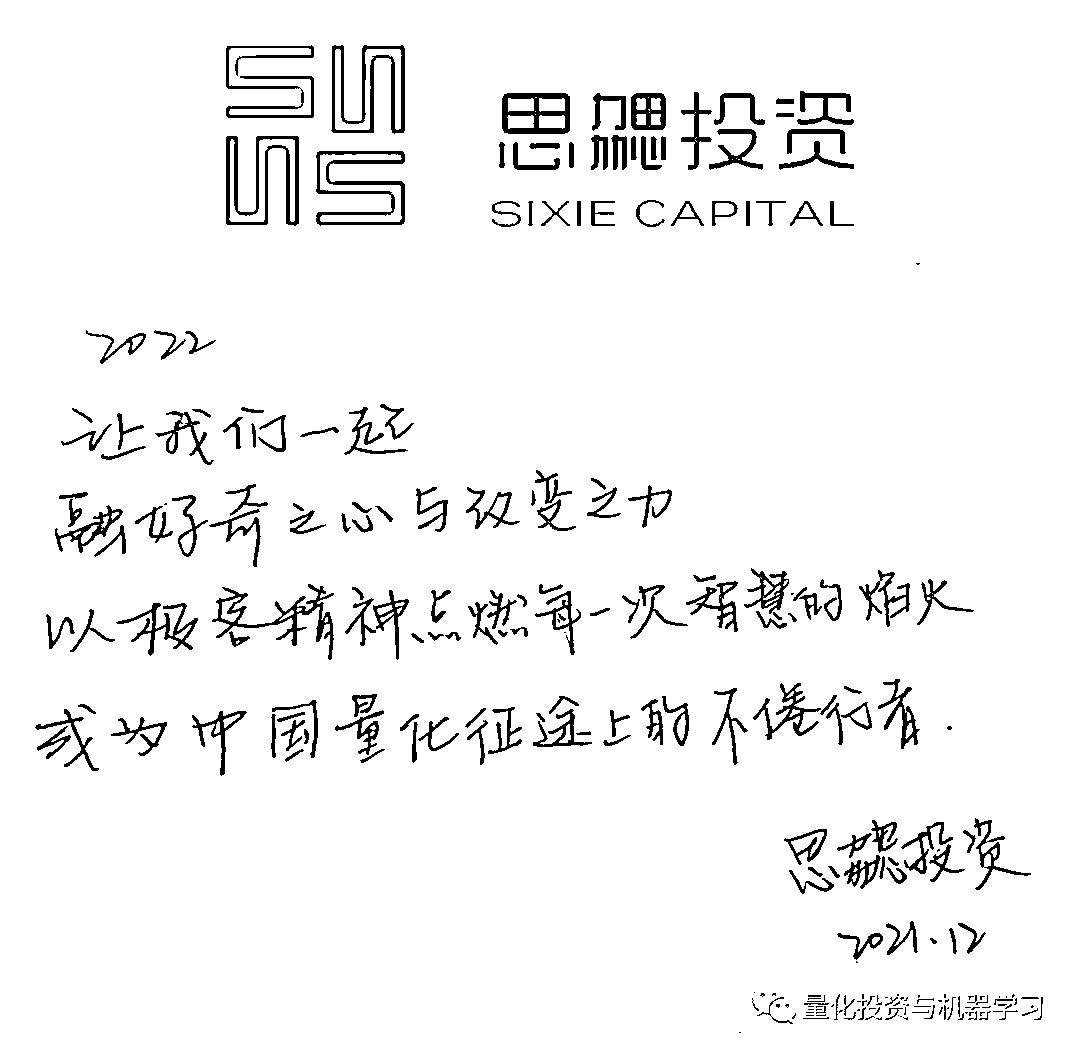 思勰投资
SIXIE CAPITAL
2022
让我们一起
融好奇之心与改变之力
以极客精神点燃每一次智慧的焰火
成为中国量化征途上的不倦行者.
思勰投资
2021.12
量化投资与机器学习